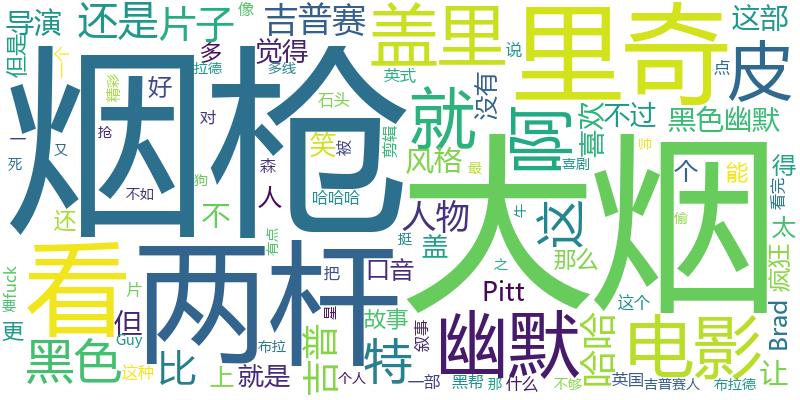 但是 导演 还是 片子 吉普赛 盖里 里奇 这部
多 像 觉得 皮
个 拉德 精彩 好 多线 英式 没有 说 点
烟枪 石头 就 啊 喜欢 不过 黑色幽默
一 抢 对 笑 被 剪辑 风格 大烟 帅 个 能 得
死 又 狗 森 最 喜剧 看完
不如 人 哈哈哈 人物 牛 这 偷 太
还 不 有点 盖 挺 那么
看 两杆 把 口音 之 Pitt 这个 疯狂
烟 fuck 片 星 故事 叙事 幽默 哈哈 电影 Brad
更 但 Guy 布拉 吉普 特
黑色 这种 比 上 就是 个人 一部 黑帮 那 什么 不够 英国 吉普赛人 布拉德 让